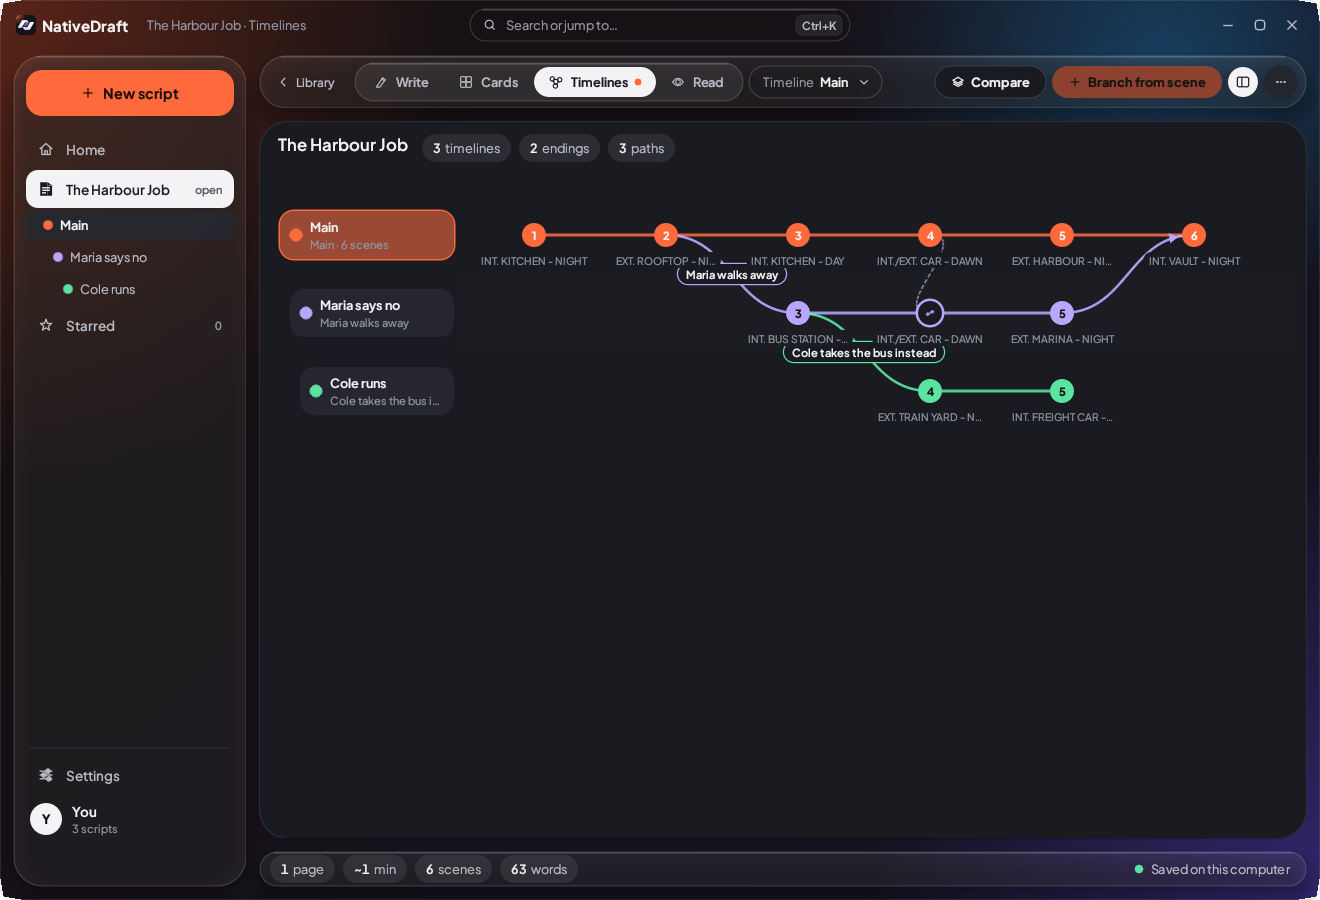 NativeDraft
The Harbour Job · Timelines
Search or jump to...
Ctrl+K
New script
Home
The Harbour Job
open
Main
Maria says no
Cole runs
Starred
0
Settings
Y
You
3 scripts
Library
Write
Cards
Timelines
Read
Timeline Main
Compare
+ Branch from scene
The Harbour Job
3 timelines
2 endings
3 paths
Main
Main · 6 scenes
1
2
3
4
5
6
INT. KITCHEN - NIGHT
EXT. ROOFTOP - NI...
INT. KITCHEN - DAY
INT./EXT. CAR - DAWN
EXT. HARBOUR - NI...
INT. VAULT - NIGHT
Maria walks away
Maria says no
Maria walks away
3
5
INT. BUS STATION -...
INT./EXT. CAR - DAWN
EXT. MARINA - NIGHT
Cole takes the bus instead
Cole runs
Cole takes the bus i...
4
5
EXT. TRAIN YARD - N...
INT. FREIGHT CAR -...
1 page
~1 min
6 scenes
63 words
Saved on this computer